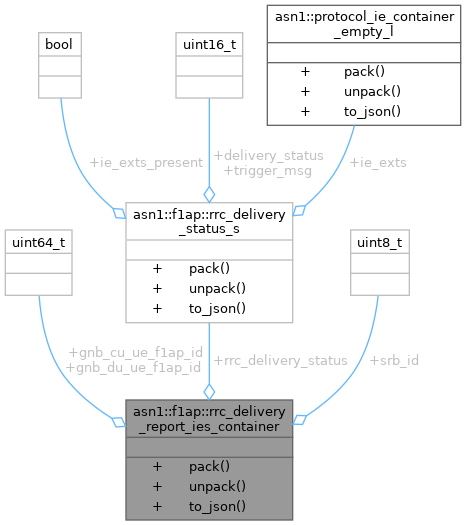 asn1::protocol_ie_container
_empty_l
+ pack()
+ unpack()
+ to_json()
bool
uint16_t
+ie_exts_present
+delivery_status
+trigger_msg
+ie_exts
asn1::f1ap::rrc_delivery
_status_s
+ pack()
+ unpack()
+ to_json()
uint64_t
uint8_t
+gnb_cu_ue_f1ap_id
+gnb_du_ue_f1ap_id
+rrc_delivery_status
+srb_id
asn1::f1ap::rrc_delivery
_report_ies_container
+ pack()
+ unpack()
+ to_json()